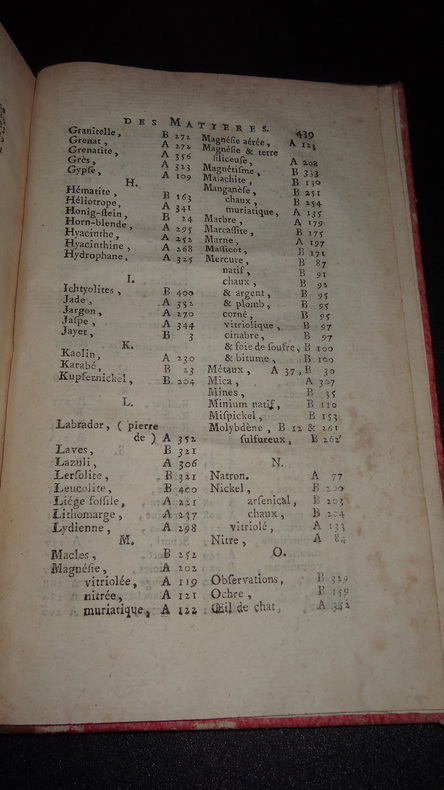 DES MATIERES. 439
Granitelle, B 272
Grenat, A 272
Grenatite, A 356
Grès, A 323
Gypse, A 109
H.
Hématite, B 163
Héliotrope, A 341
Honig-stein, B 24
Horn-blende, A 295
Hyacinthe, A 252
Hyacinthine, A 268
Hydrophane, A 325
I.
Ichtyolites, B 400
Jade, A 352
Jargon, A 270
Jaspe, A 344
Jayet, B 3
K.
Kaolin, A 230
Karabé, B 23
Kupfernickel, B 204
L.
Labrador, ( pierre
de ) A 352
Laves, B 321
Lazuli, A 306
Lersolite, B 321
Leucolite, B 400
Liége fossile, A 221
Lithomarge, A 237
Lydienne, A 298
M.
Macles, B 252
Magnésie, A 202
vitriolée, A 119
nitrée, A 121
muriatique, A 122
Magnésie aérée, A 123
Magnésie & terre
siliceuse, A 208
Magnétisme, B 333
Malachite, B 130
Manganèse, B 251
chaux, B 254
muriatique, A 135
Marbre, A 179
Marcassite, B 175
Marne, A 197
Massicot, B 171
Mercure, B 87
natif, B 91
chaux, B 92
& argent, B 95
& plomb, B 95
corné, B 95
vitriolique, B 97
cinabre, B 97
& foie de soufre, B 100
& bitume, B 100
Métaux, A 37, B 30
Mica, A 307
Mines, B 35
Minium natif, B 120
Mispickel, B 153
Molybdène, B 12 & 261
sulfureux, B 262
N.
Natron. A 77
Nickel, B 200
arsenical, B 203
chaux, B 204
vitriolé, A 133
Nitre, A 84
O.
Observations, B 329
Ochre, B 159
Œil de chat, A 342